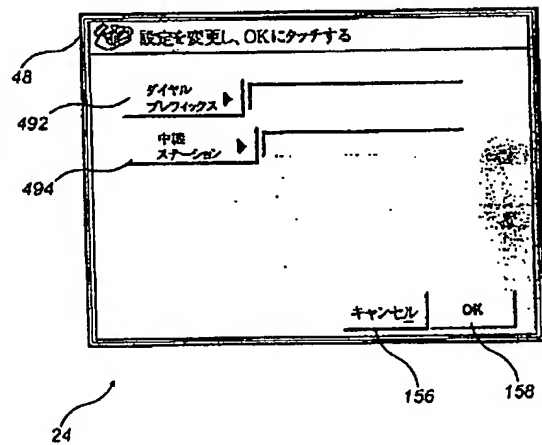 設定を変更し、OKにタッチする
48
ダイヤル
プレフィックス
492
中継
ステーション
494
キャンセル
OK
156
158
24